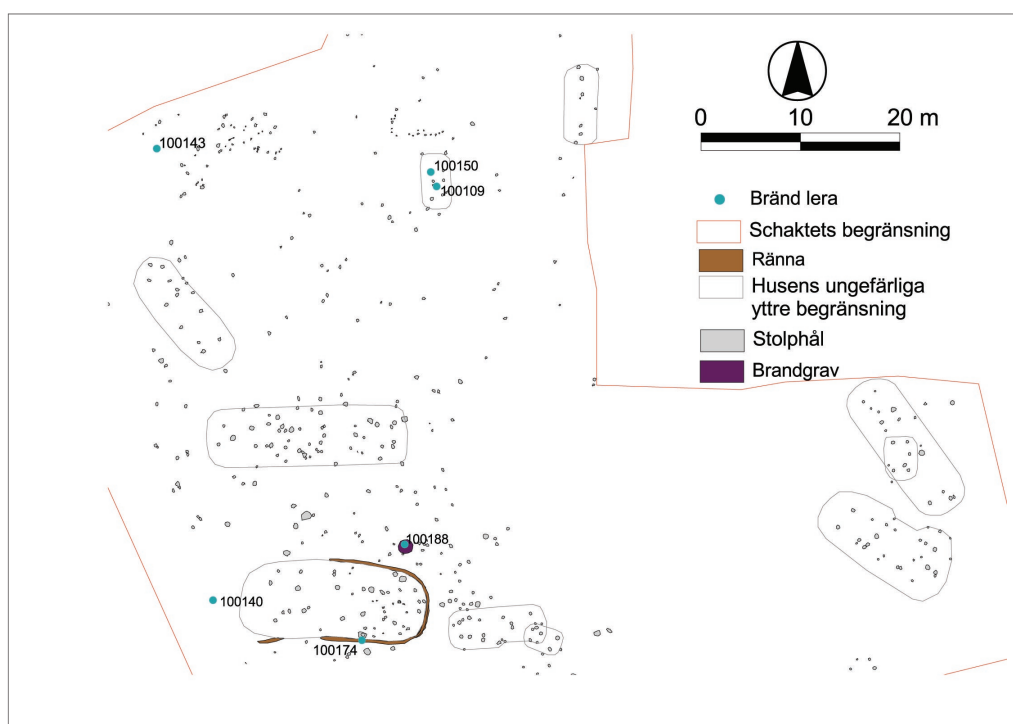 0 10 20 m
100143
100150
100109
Bränd lera
Schaktets begränsning
Ränna
Husens ungefärliga
yttre begränsning
Stolphål
Brandgrav
100188
100140
100174